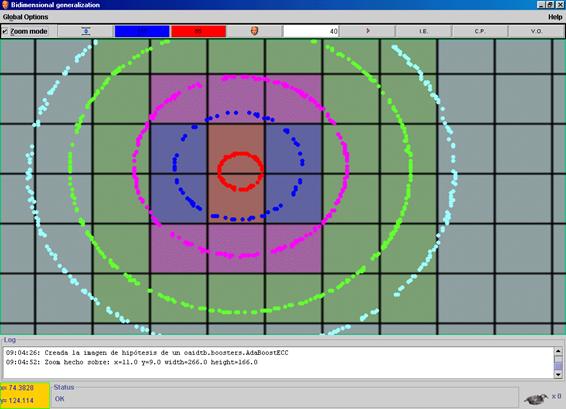 Bidimensional generalization
Global Options Help
Zoom mode 40 I.E. C.P. V.O.
Log
09:04:26: Creada la imagen de hipótesis de un oaidtb.boosters.AdaBoostECC
09:04:52: Zoom hecho sobre: x=11.0 y=9.0 width=266.0 height=166.0
x= 74.3828
y= 124.114
Status
OK
x 0